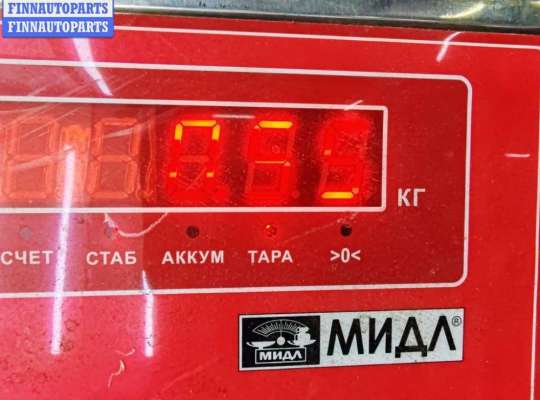 FINNAUTOPARTS
FINNAUTOPARTS
КГ
СЧЕТ СТАБ АККУМ ТАРА >0<
МИДЛ МИДЛ®